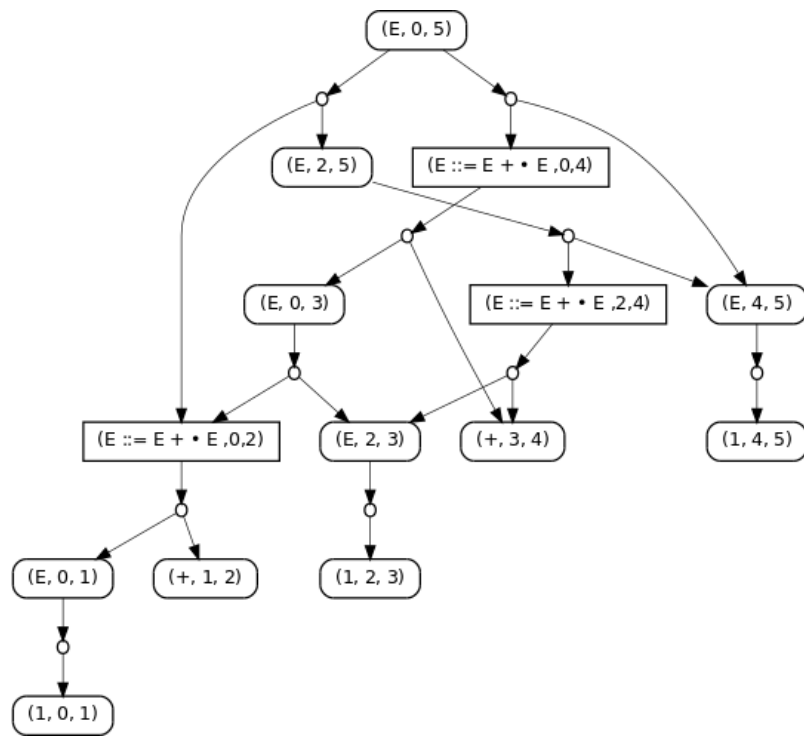 (E, 0, 5)
(E, 2, 5)
(E ::= E + • E ,0,4)
(E, 0, 3)
(E ::= E + • E ,2,4)
(E, 4, 5)
(E ::= E + • E ,0,2)
(E, 2, 3)
(+, 3, 4)
(1, 4, 5)
(E, 0, 1)
(+, 1, 2)
(1, 2, 3)
(1, 0, 1)